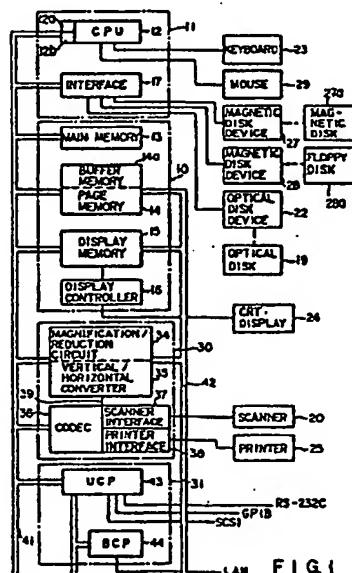 11
12a
12b
CPU
12
INTERFACE
17
MAIN MEMORY
13
14a
BUFFER MEMORY
PAGE MEMORY
14
10
DISPLAY MEMORY
15
DISPLAY CONTROLLER
16
KEYBOARD
23
MOUSE
29
MAGNETIC DISK DEVICE
27
27a
MAGNETIC DISK
MAGNETIC DISK DEVICE
28
FLOPPY DISK
28a
OPTICAL DISK DEVICE
22
OPTICAL DISK
19
CRT-DISPLAY
26
MAGNIFICATION/REDUCTION CIRCUIT
34
30
VERTICAL/HORIZONTAL CONVERTER
35
42
39
37
36
CODEC
SCANNER INTERFACE
PRINTER INTERFACE
38
SCANNER
20
PRINTER
25
31
UCP
43
RS-232C
GPIB
SCSI
BCP
44
41
LAN
FIG. 1